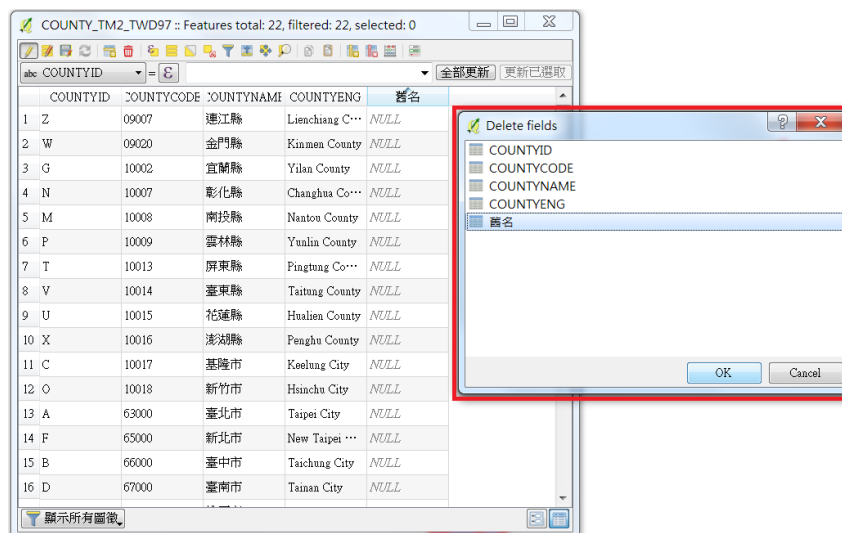 COUNTY_TM2_TWD97 :: Features total: 22, filtered: 22, selected: 0
abc COUNTYID = ε 全部更新 更新已選取
COUNTYID COUNTYCODE COUNTYNAME COUNTYENG 舊名
1 Z 09007 連江縣 Lienchiang C… NULL
2 W 09020 金門縣 Kinmen County NULL
3 G 10002 宜蘭縣 Yilan County NULL
4 N 10007 彰化縣 Changhua Co… NULL
5 M 10008 南投縣 Nantou County NULL
6 P 10009 雲林縣 Yunlin County NULL
7 T 10013 屏東縣 Pingtung Co… NULL
8 V 10014 臺東縣 Taitung County NULL
9 U 10015 花蓮縣 Hualien County NULL
10 X 10016 澎湖縣 Penghu County NULL
11 C 10017 基隆市 Keelung City NULL
12 O 10018 新竹市 Hsinchu City NULL
13 A 63000 臺北市 Taipei City NULL
14 F 65000 新北市 New Taipei … NULL
15 B 66000 臺中市 Taichung City NULL
16 D 67000 臺南市 Tainan City NULL
顯示所有圖徵
Delete fields
COUNTYID
COUNTYCODE
COUNTYNAME
COUNTYENG
舊名
OK Cancel